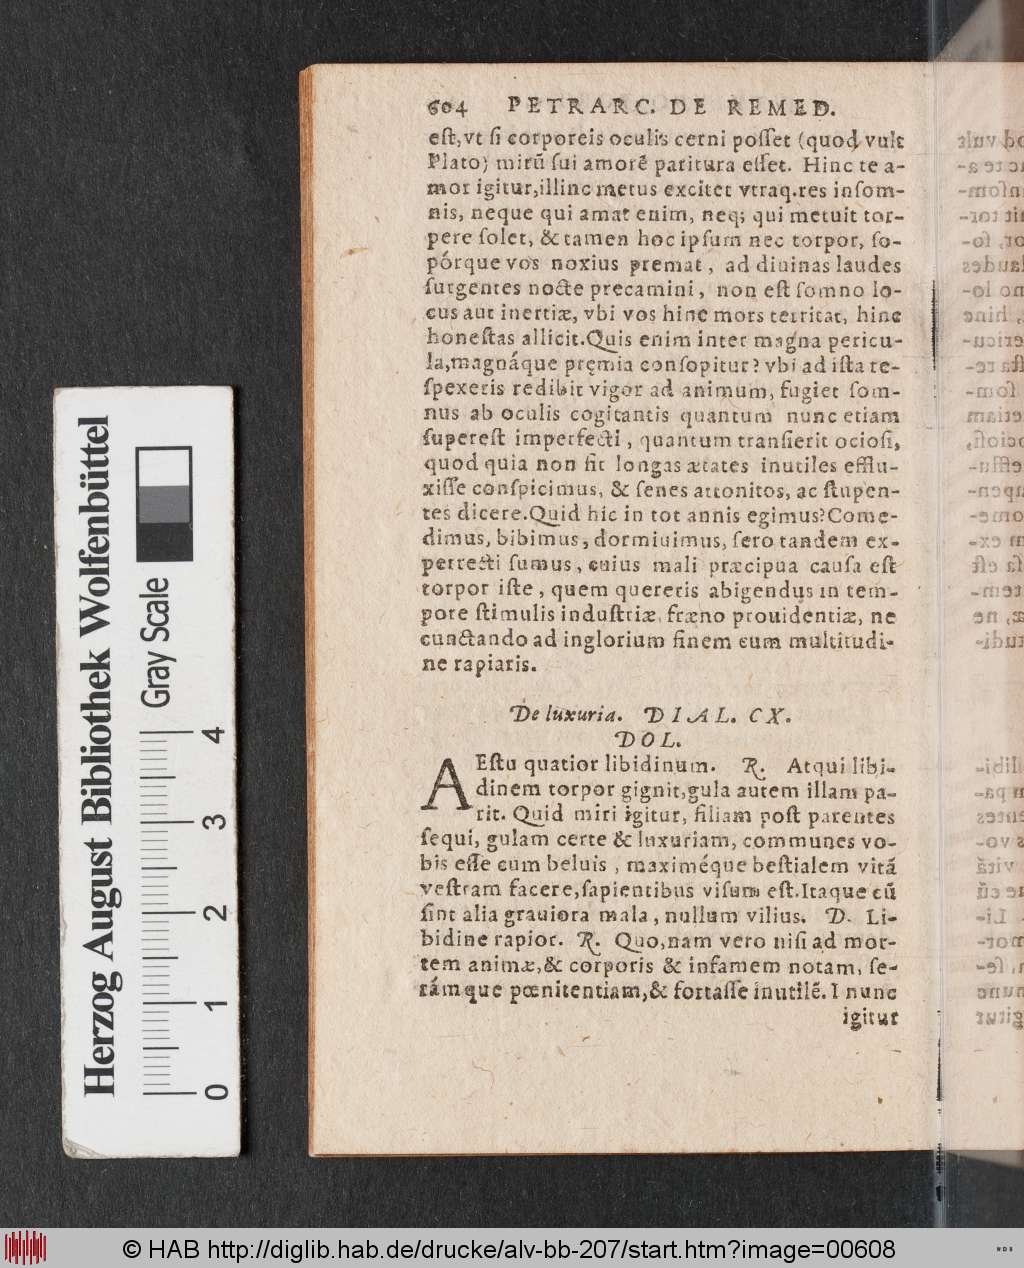 604 PETRARC. DE REMED.
eſt,vt ſi corporeis oculis cerni poſſet (quod vult
Plato) mirũ ſui amorẽ paritura eſſet. Hinc te a-
mor igitur,illinc metus excitet vtraq.res inſom-
nis, neque qui amat enim, neq; qui metuit tor-
pere ſolet, & tamen hoc ipſum nec torpor, ſo-
pórque vos noxius premat, ad diuinas laudes
ſurgentes nocte precamini, non eſt ſomno lo-
cus aut inertiæ, vbi vos hinc mors territat, hinc
honeſtas allicit.Quis enim inter magna pericu-
la,magnáque pręmia conſopitur? vbi ad iſta re-
ſpexeris redibit vigor ad animum, fugiet ſom-
nus ab oculis cogitantis quantum nunc etiam
ſupereſt imperfecti, quantum tranſierit ocioſi,
quod quia non fit longas ætates inutiles efflu-
xiſſe conſpicimus, & ſenes attonitos, ac ſtupen-
tes dicere.Quid hic in tot annis egimus?Come-
dimus, bibimus, dormiuimus, ſero tandem ex-
perrecti ſumus, cuius mali præcipua cauſa eſt
torpor iſte, quem quereris abigendus in tem-
pore ſtimulis induſtriæ, fræno prouidentiæ, ne
cunctando ad inglorium finem cum multitudi-
ne rapiaris.
De luxuria. DIAL. CX.
DOL.
AEſtu quatior libidinum. R. Atqui libi-
dinem torpor gignit,gula autem illam pa-
rit. Quid miri igitur, filiam poſt parentes
ſequi, gulam certe & luxuriam, communes vo-
bis eſſe cum beluis, maximéque beſtialem vitã
veſtram facere,ſapientibus viſum eſt.Itaque cũ
ſint alia grauiora mala, nullum vilius. D. Li-
bidine rapior. R. Quo,nam vero niſi ad mor-
tem animæ,& corporis & infamem notam, ſe-
rámque pœnitentiam,& fortaſſe inutilẽ. I nunc
igitur
Herzog August Bibliothek Wolfenbüttel
Gray Scale
0 1 2 3 4
© HAB http://diglib.hab.de/drucke/alv-bb-207/start.htm?image=00608